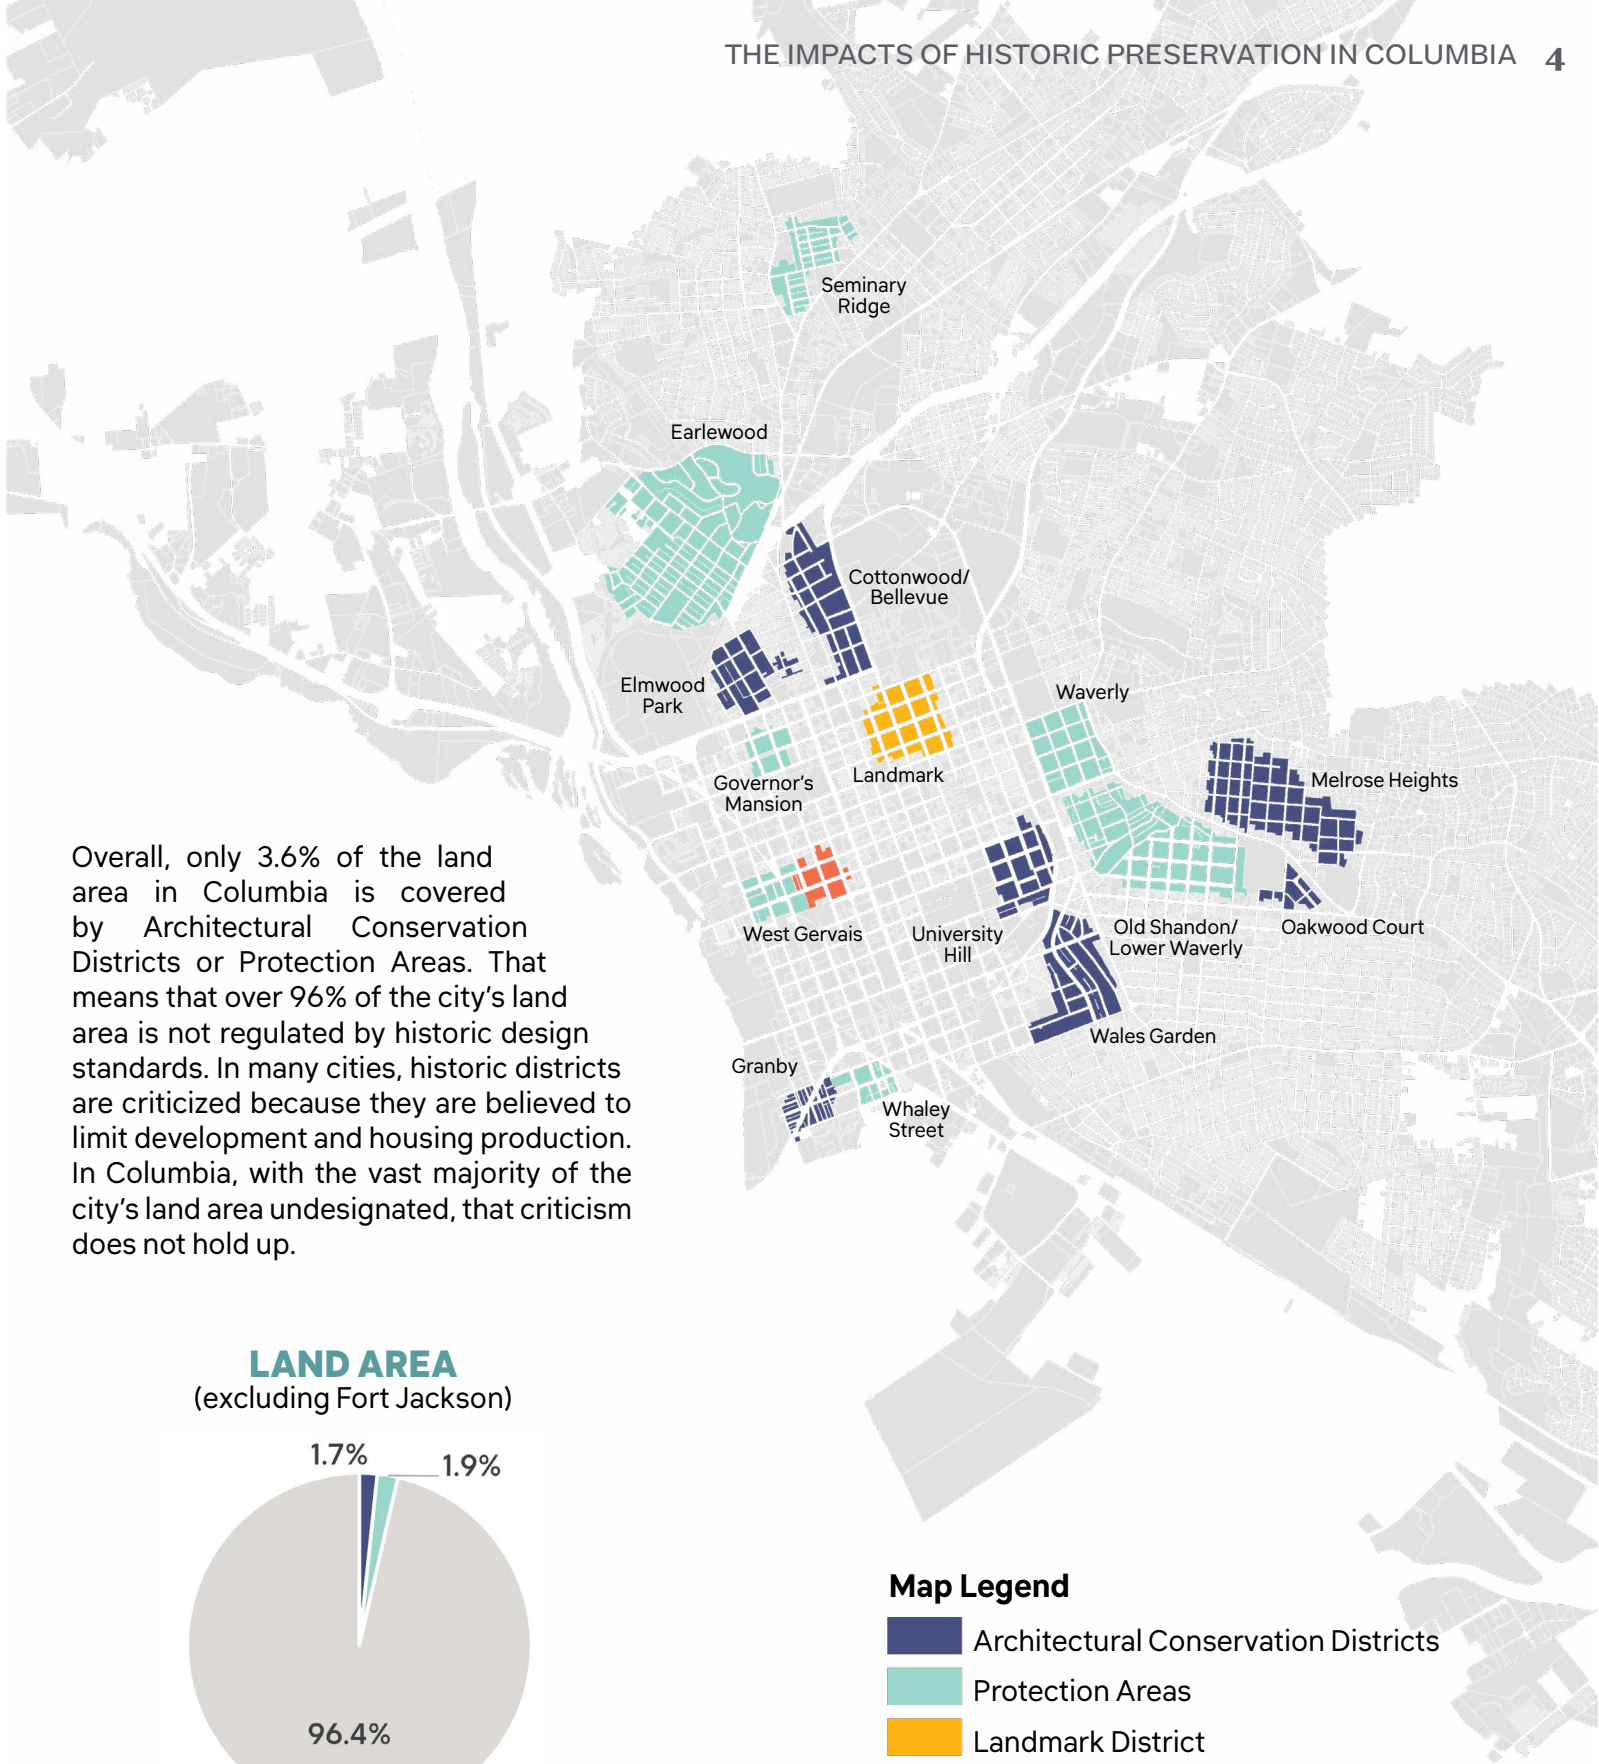 THE IMPACTS OF HISTORIC PRESERVATION IN COLUMBIA 4
Seminary
Ridge
Earlewood
Cottonwood/
Bellevue
Elmwood
Park
Waverly
Governor's
Mansion
Landmark
Melrose Heights
West Gervais
University
Hill
Old Shandon/
Lower Waverly
Oakwood Court
Wales Garden
Granby
Whaley
Street
Overall, only 3.6% of the land
area in Columbia is covered
by Architectural Conservation
Districts or Protection Areas. That
means that over 96% of the city's land
area is not regulated by historic design
standards. In many cities, historic districts
are criticized because they are believed to
limit development and housing production.
In Columbia, with the vast majority of the
city's land area undesignated, that criticism
does not hold up.
LAND AREA
(excluding Fort Jackson)
1.7%
1.9%
96.4%
Map Legend
Architectural Conservation Districts
Protection Areas
Landmark District